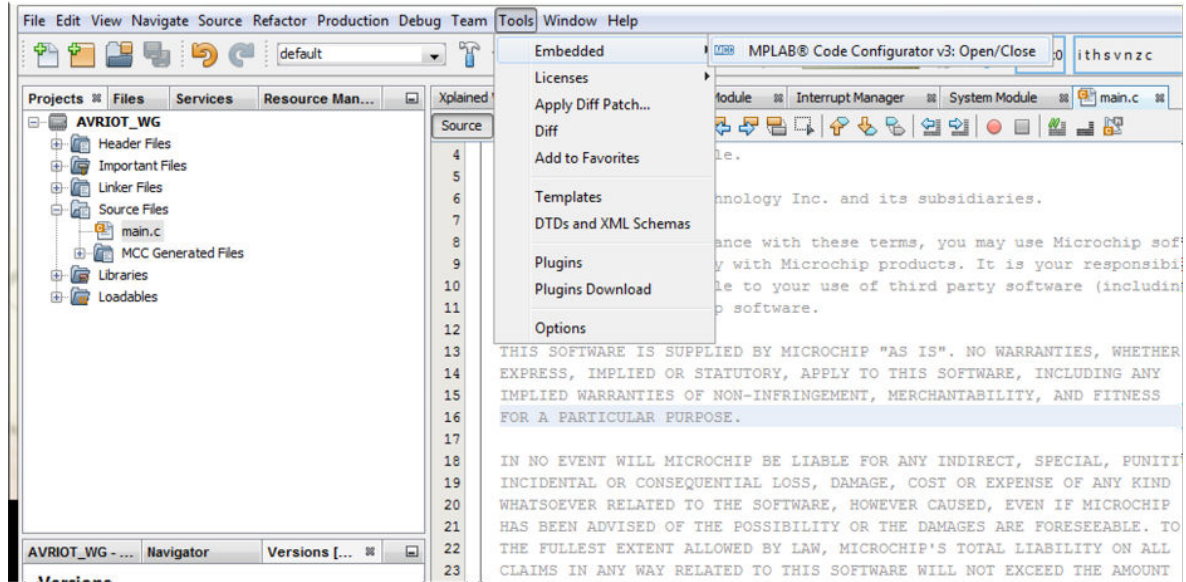 File Edit View Navigate Source Refactor Production Debug Team Tools Window Help
default
:0
ithsvnzc
Embedded
MPLAB® Code Configurator v3: Open/Close
Licenses
Apply Diff Patch...
Diff
Add to Favorites
Templates
DTDs and XML Schemas
Plugins
Plugins Download
Options
Projects Files Services Resource Man...
AVRIOT_WG
Header Files
Important Files
Linker Files
Source Files
main.c
MCC Generated Files
Libraries
Loadables
AVRIOT_WG - ... Navigator Versions [...
Xplained Module Interrupt Manager System Module main.c
Source
4 le.
5
6 hnology Inc. and its subsidiaries.
7
8 ance with these terms, you may use Microchip sof
9 y with Microchip products. It is your responsibi
10 le to your use of third party software (includin
11 p software.
12
13 THIS SOFTWARE IS SUPPLIED BY MICROCHIP "AS IS". NO WARRANTIES, WHETHER
14 EXPRESS, IMPLIED OR STATUTORY, APPLY TO THIS SOFTWARE, INCLUDING ANY
15 IMPLIED WARRANTIES OF NON-INFRINGEMENT, MERCHANTABILITY, AND FITNESS
16 FOR A PARTICULAR PURPOSE.
17
18 IN NO EVENT WILL MICROCHIP BE LIABLE FOR ANY INDIRECT, SPECIAL, PUNITI
19 INCIDENTAL OR CONSEQUENTIAL LOSS, DAMAGE, COST OR EXPENSE OF ANY KIND
20 WHATSOEVER RELATED TO THE SOFTWARE, HOWEVER CAUSED, EVEN IF MICROCHIP
21 HAS BEEN ADVISED OF THE POSSIBILITY OR THE DAMAGES ARE FORESEEABLE. TO
22 THE FULLEST EXTENT ALLOWED BY LAW, MICROCHIP'S TOTAL LIABILITY ON ALL
23 CLAIMS IN ANY WAY RELATED TO THIS SOFTWARE WILL NOT EXCEED THE AMOUNT